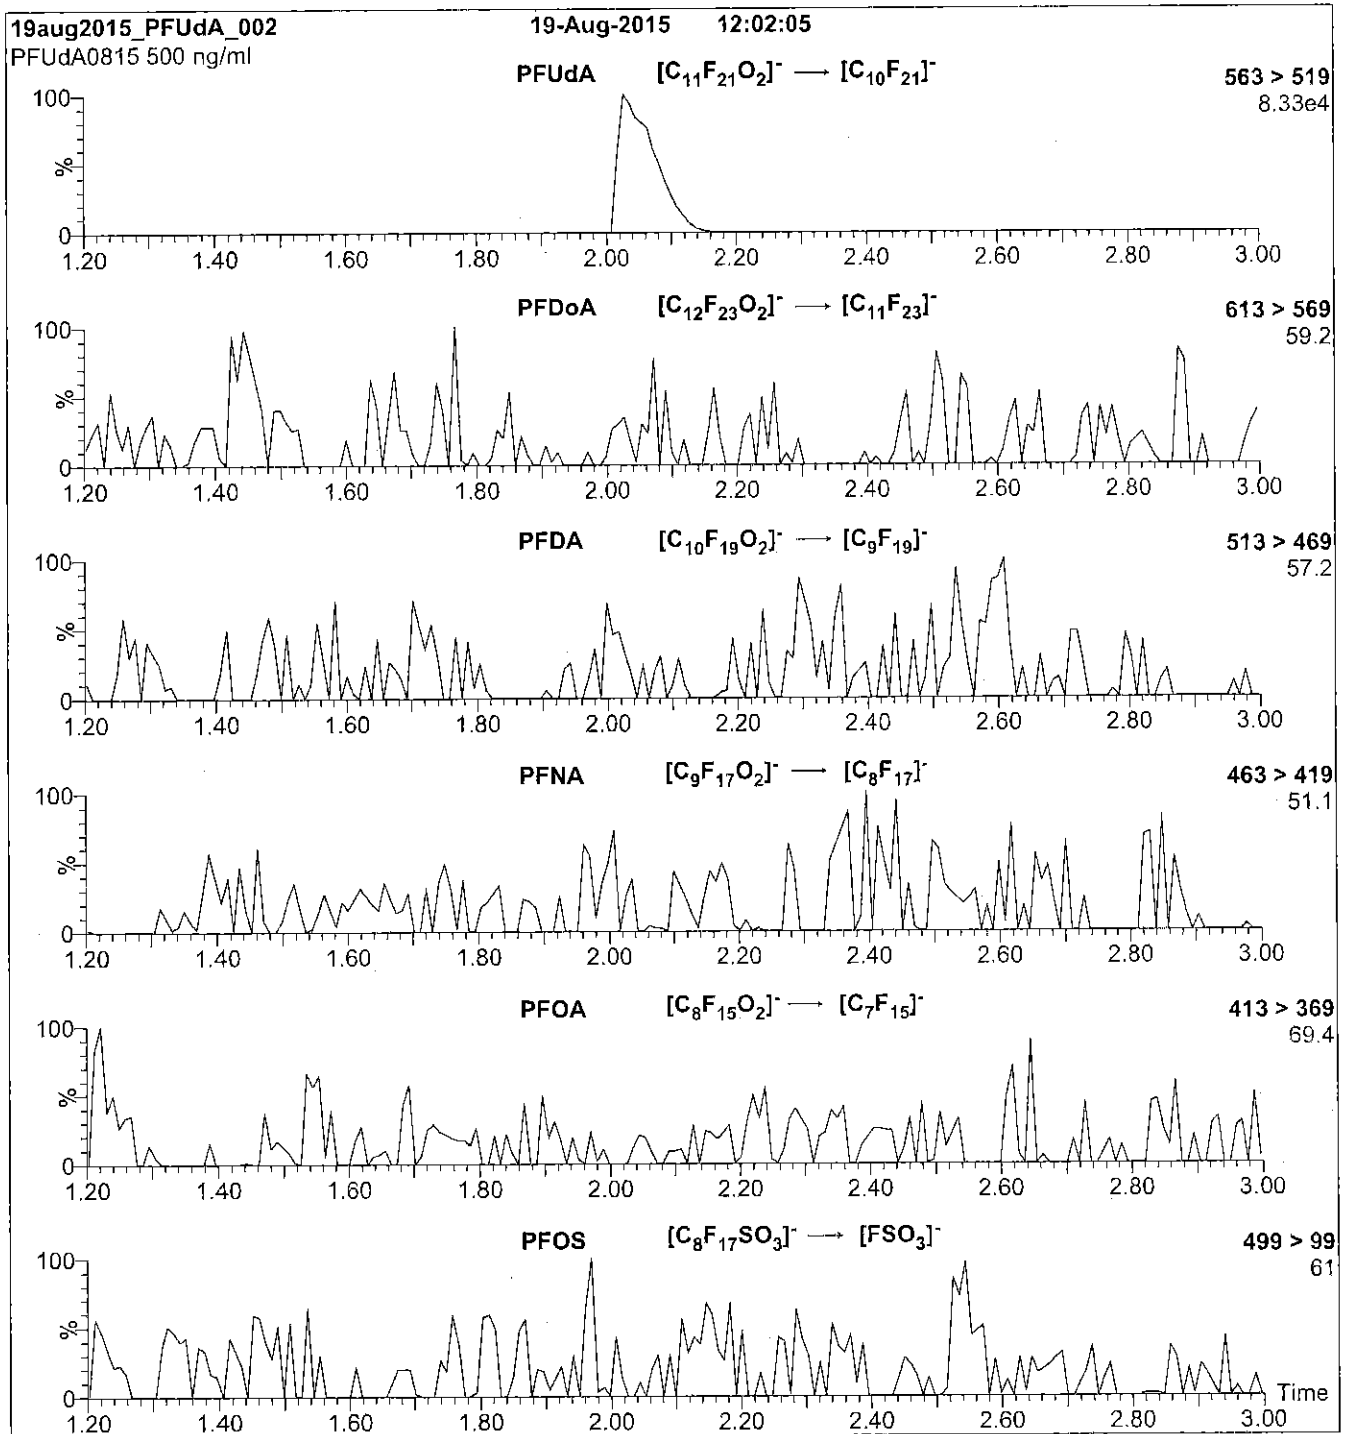 19aug2015_PFUdA_002 19-Aug-2015 12:02:05
PFUdA0815 500 ng/ml
PFUdA [C₁₁F₂₁O₂]⁻ → [C₁₀F₂₁]⁻ 563 > 519
8.33e4
100
%
0
1.20 1.40 1.60 1.80 2.00 2.20 2.40 2.60 2.80 3.00
PFDoA [C₁₂F₂₃O₂]⁻ → [C₁₁F₂₃]⁻ 613 > 569
59.2
100
%
0
1.20 1.40 1.60 1.80 2.00 2.20 2.40 2.60 2.80 3.00
PFDA [C₁₀F₁₉O₂]⁻ → [C₉F₁₉]⁻ 513 > 469
57.2
100
%
0
1.20 1.40 1.60 1.80 2.00 2.20 2.40 2.60 2.80 3.00
PFNA [C₉F₁₇O₂]⁻ → [C₈F₁₇]⁻ 463 > 419
51.1
100
%
0
1.20 1.40 1.60 1.80 2.00 2.20 2.40 2.60 2.80 3.00
PFOA [C₈F₁₅O₂]⁻ → [C₇F₁₅]⁻ 413 > 369
69.4
100
%
0
1.20 1.40 1.60 1.80 2.00 2.20 2.40 2.60 2.80 3.00
PFOS [C₈F₁₇SO₃]⁻ → [FSO₃]⁻ 499 > 99
61
100
%
0
Time
1.20 1.40 1.60 1.80 2.00 2.20 2.40 2.60 2.80 3.00